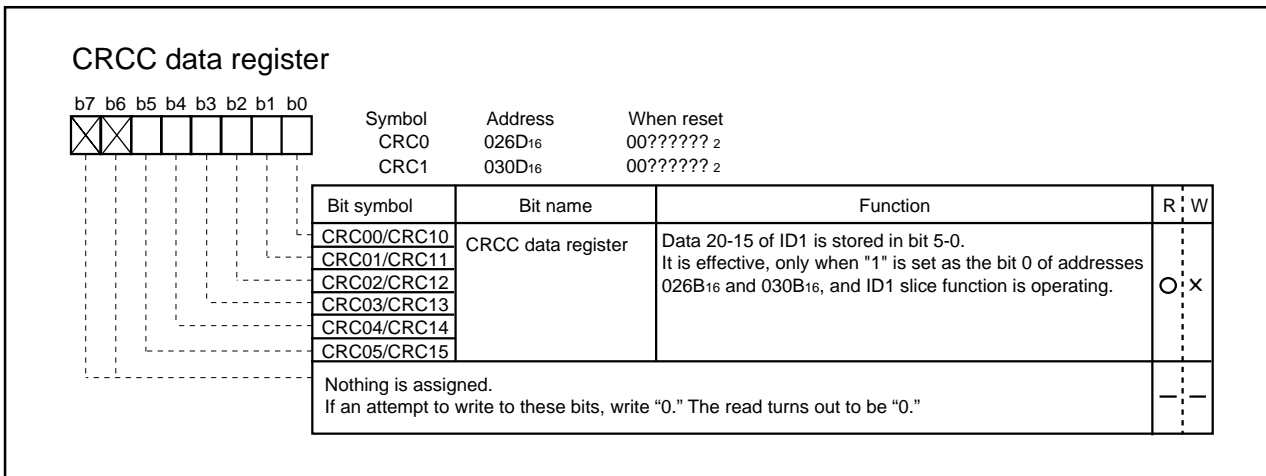 CRCC data register
b7 b6 b5 b4 b3 b2 b1 b0
Symbol Address When reset
CRC0 026D16 00?????? 2
CRC1 030D16 00?????? 2
Bit symbol Bit name Function R W
CRC00/CRC10 CRCC data register Data 20-15 of ID1 is stored in bit 5-0.
CRC01/CRC11 It is effective, only when "1" is set as the bit 0 of addresses
CRC02/CRC12 026B16 and 030B16, and ID1 slice function is operating. O X
CRC03/CRC13
CRC04/CRC14
CRC05/CRC15
Nothing is assigned.
If an attempt to write to these bits, write “0.” The read turns out to be “0.” — —